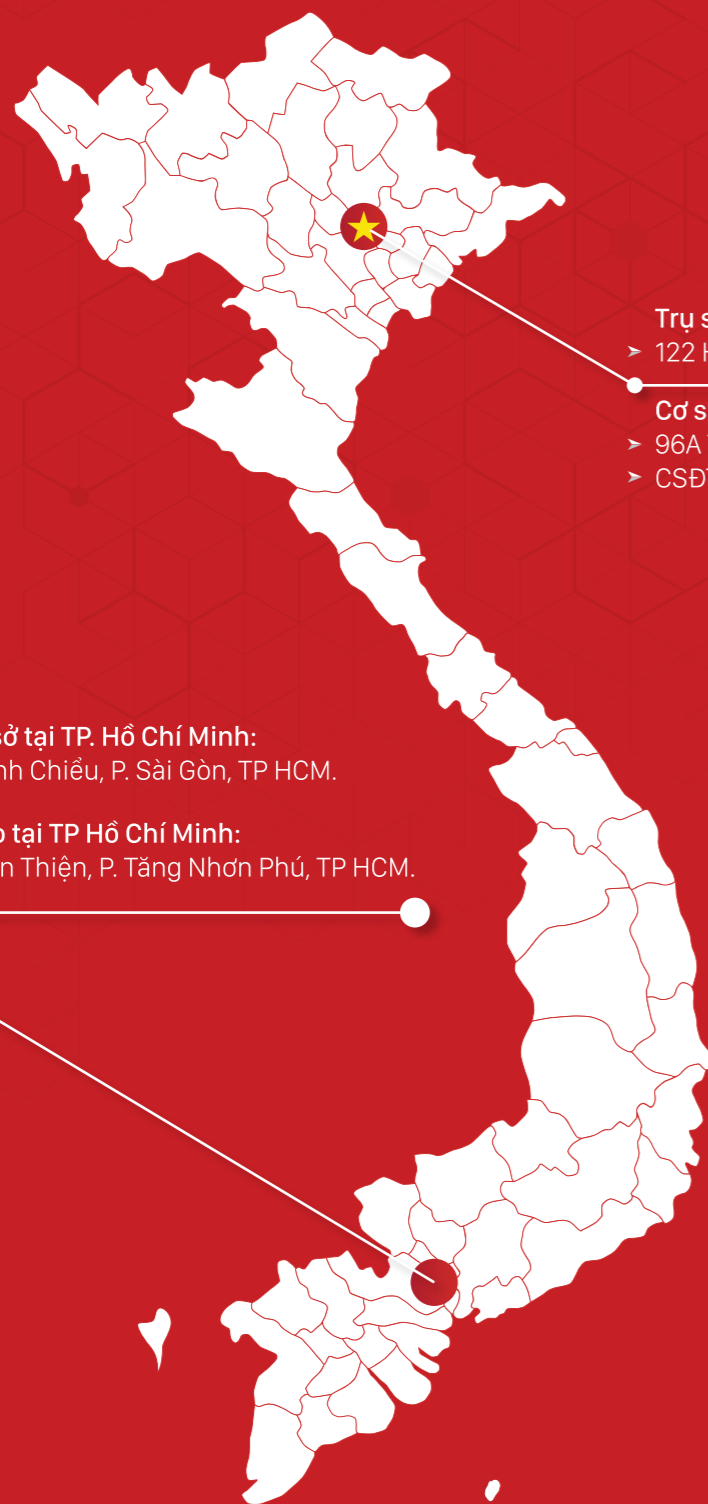 Trụ s
122 H
Cơ s
96A
CSĐT
sở tại TP. Hồ Chí Minh:
nh Chiểu, P. Sài Gòn, TP HCM.
o tại TP Hồ Chí Minh:
n Thiện, P. Tăng Nhơn Phú, TP HCM.